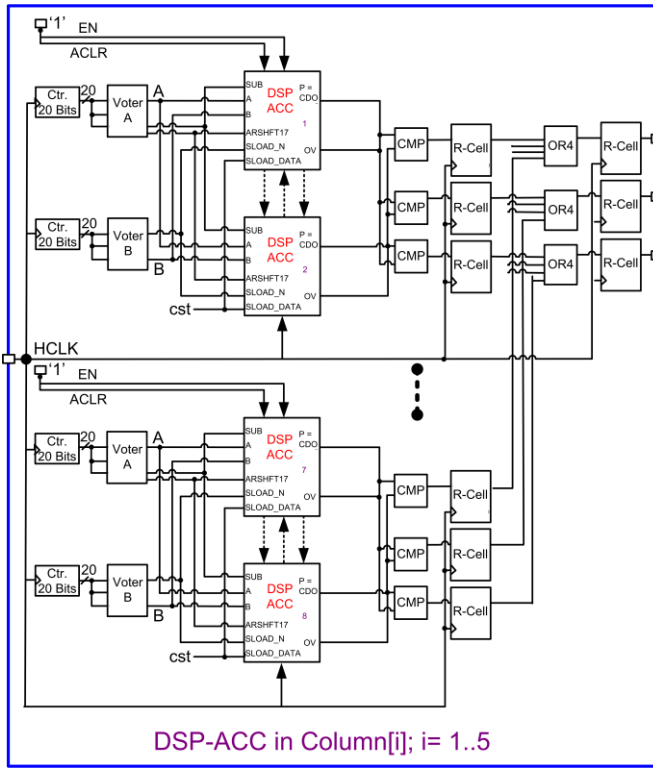 '1'
EN
ACLR
Ctr.
20 Bits
20
Voter
A
A
SUB
A
B
ARSHFT17
SLOAD_N
SLOAD_DATA
DSP
ACC
1
P =
CDO
OV
CMP
R-Cell
OR4
R-Cell
CMP
R-Cell
OR4
R-Cell
CMP
R-Cell
OR4
R-Cell
Ctr.
20 Bits
20
Voter
B
B
SUB
A
B
ARSHFT17
SLOAD_N
SLOAD_DATA
DSP
ACC
2
P =
CDO
OV
cst
HCLK
'1'
EN
ACLR
Ctr.
20 Bits
20
Voter
A
A
SUB
A
B
ARSHFT17
SLOAD_N
SLOAD_DATA
DSP
ACC
7
P =
CDO
OV
CMP
R-Cell
CMP
R-Cell
CMP
R-Cell
Ctr.
20 Bits
20
Voter
B
B
SUB
A
B
ARSHFT17
SLOAD_N
SLOAD_DATA
DSP
ACC
8
P =
CDO
OV
cst
DSP-ACC in Column[i]; i= 1..5